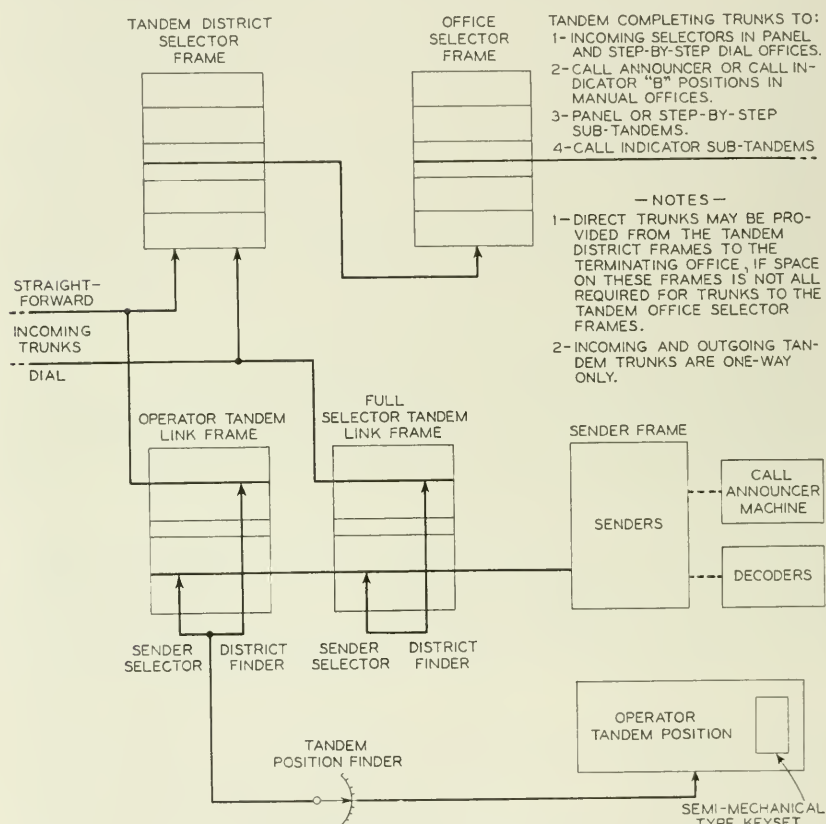 TANDEM DISTRICT
SELECTOR
FRAME
OFFICE
SELECTOR
FRAME
TANDEM COMPLETING TRUNKS TO:
1- INCOMING SELECTORS IN PANEL
AND STEP-BY-STEP DIAL OFFICES.
2-CALL ANNOUNCER OR CALL IN-
DICATOR "B" POSITIONS IN
MANUAL OFFICES.
3-PANEL OR STEP-BY-STEP
SUB-TANDEMS.
4-CALL INDICATOR SUB-TANDEMS
— NOTES —
1-DIRECT TRUNKS MAY BE PRO-
VIDED FROM THE TANDEM
DISTRICT FRAMES TO THE
TERMINATING OFFICE, IF SPACE
ON THESE FRAMES IS NOT ALL
REQUIRED FOR TRUNKS TO THE
TANDEM OFFICE SELECTOR
FRAMES.
2-INCOMING AND OUTGOING TAN-
DEM TRUNKS ARE ONE-WAY
ONLY.
STRAIGHT-
FORWARD
INCOMING
TRUNKS
DIAL
OPERATOR TANDEM
LINK FRAME
FULL
SELECTOR TANDEM
LINK FRAME
SENDER FRAME
SENDERS
CALL
ANNOUNCER
MACHINE
DECODERS
SENDER
SELECTOR
DISTRICT
FINDER
SENDER
SELECTOR
DISTRICT
FINDER
TANDEM
POSITION FINDER
OPERATOR
TANDEM POSITION
SEMI-MECHANICAL
TYPE KEYSET